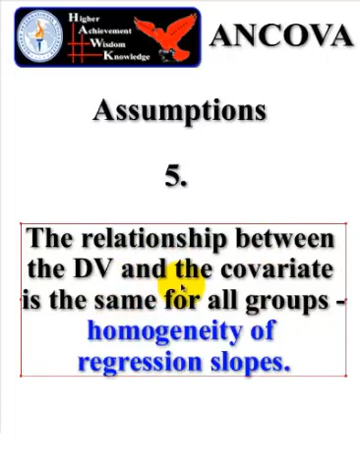 Higher
Achievement
Wisdom
Knowledge
ANCOVA
Assumptions
5.
The relationship between
the DV and the covariate
is the same for all groups -
homogeneity of
regression slopes.